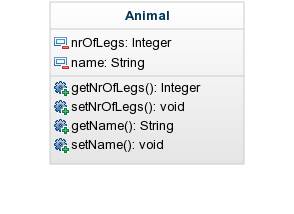 Animal
nrOfLegs: Integer
name: String
getNrOfLegs(): Integer
setNrOfLegs(): void
getName(): String
setName(): void